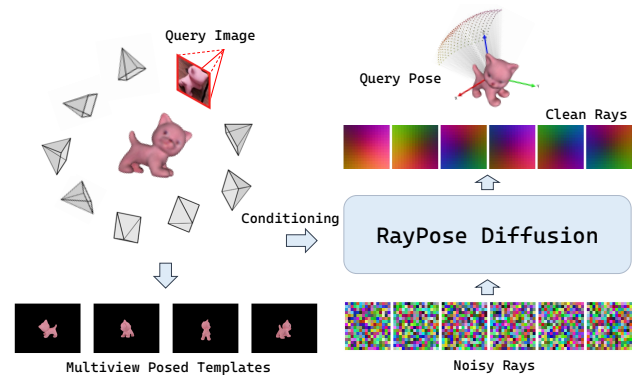 Query Image
Query Pose
Clean Rays
Conditioning
RayPose Diffusion
Multiview Posed Templates
Noisy Rays